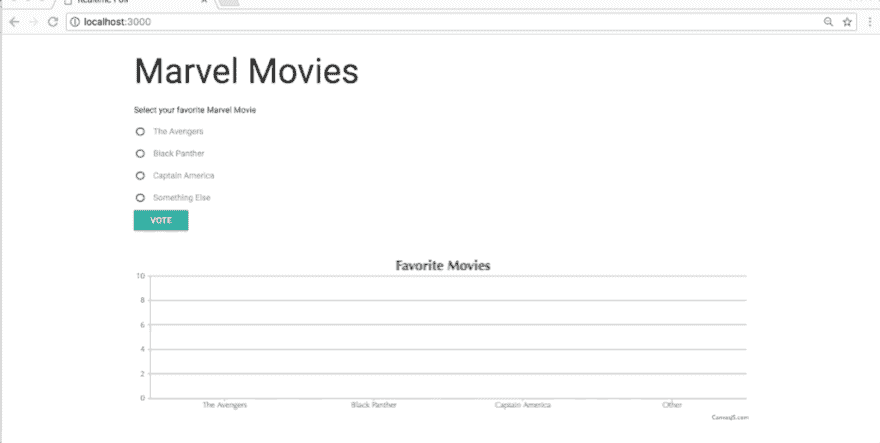 Realtime Poll
localhost:3000
Marvel Movies
Select your favorite Marvel Movie
The Avengers
Black Panther
Captain America
Something Else
VOTE
Favorite Movies
10
8
6
4
2
0
The Avengers Black Panther Captain America Other
CanvasJS.com